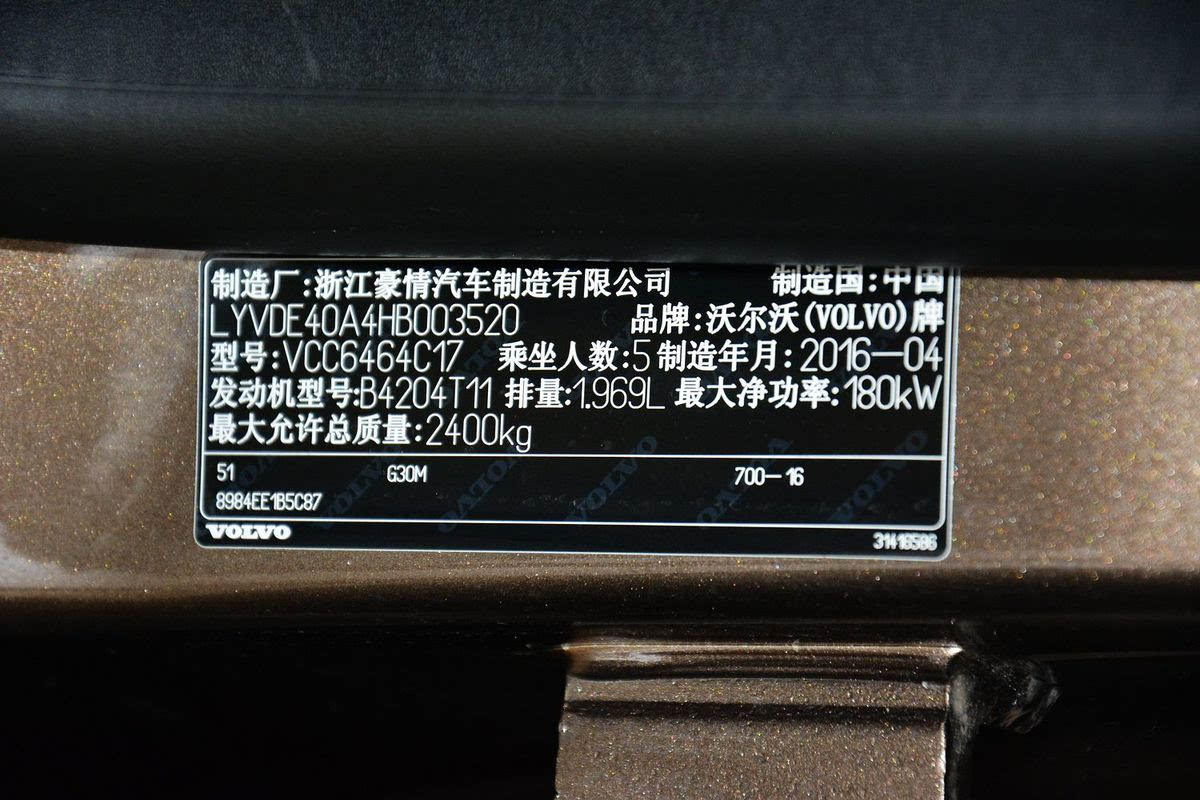 制造厂:浙江豪情汽车制造有限公司 制造国:中国
LYVDE40A4HB003520 品牌:沃尔沃(VOLVO)牌
型号:VCC6464C17 乘坐人数:5 制造年月:2016-04
发动机型号:B4204T11 排量:1.969L 最大净功率:180kW
最大允许总质量:2400kg
51 G30M 700-16
8984EE1B5C87
VOLVO 31416586